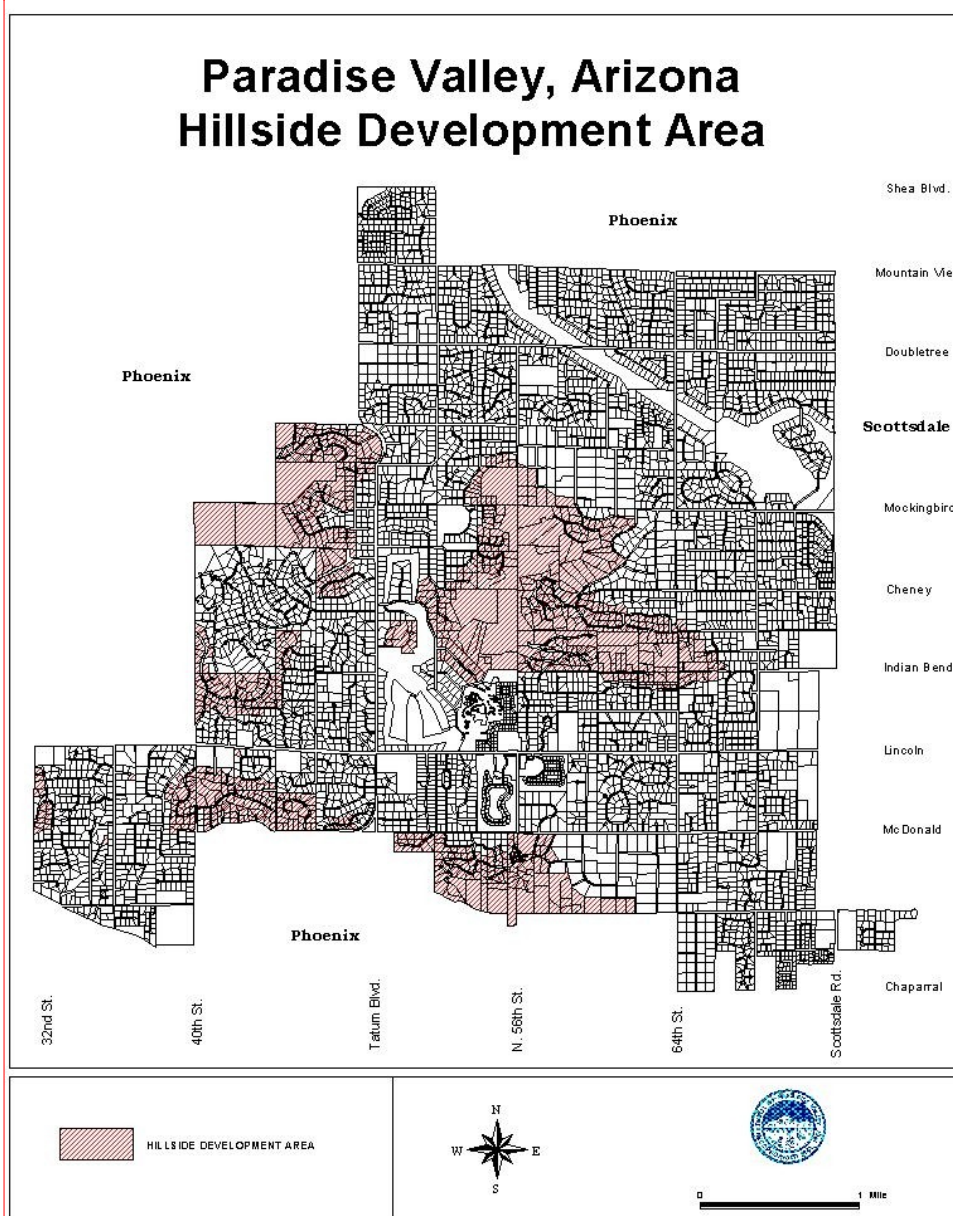 Paradise Valley, Arizona
Hillside Development Area
Shea Blvd.
Phoenix
Mountain Vie
Doubletree
Phoenix
Scottsdale
Mockingbird
Cheney
Indian Bend
Lincoln
McDonald
Phoenix
Chaparral
32nd St.
40th St.
Tatum Blvd.
N. 56th St.
64th St.
Scottsdale Rd.
HILLSIDE DEVELOPMENT AREA
N
W E
S
0 1 Mile